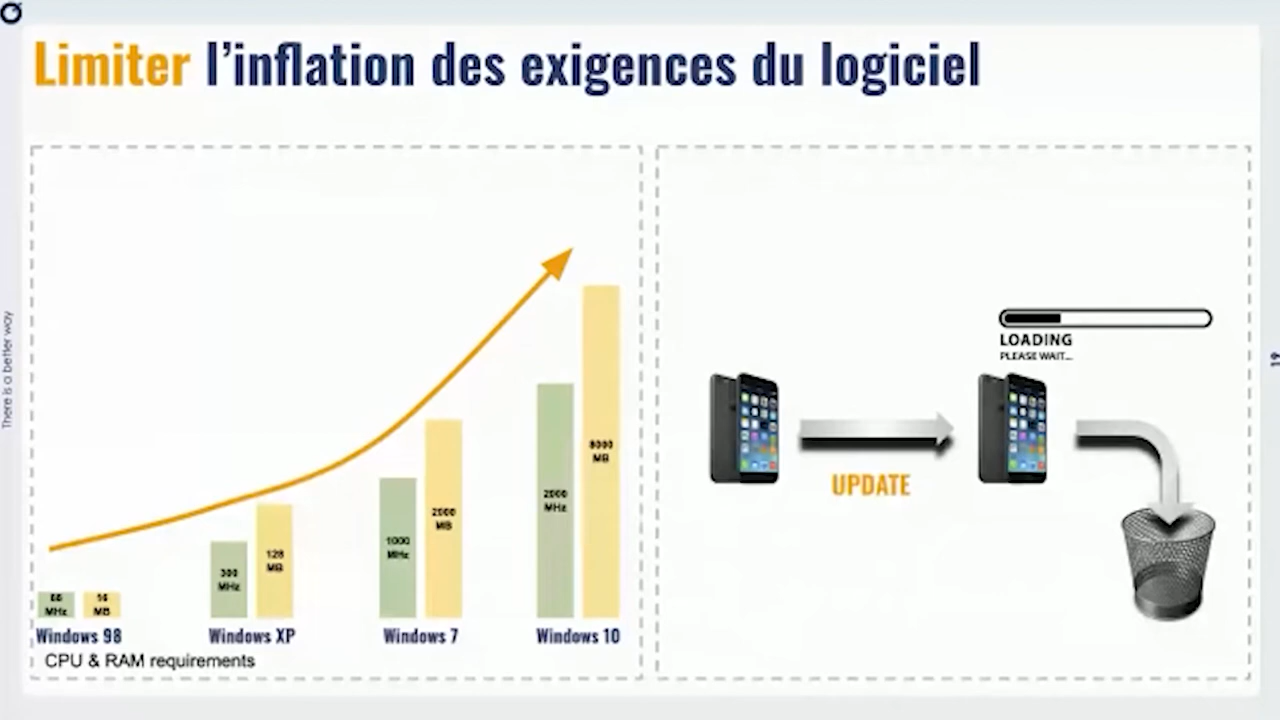 Limiter l'inflation des exigences du logiciel
There is a better way
66
MHz
16
MB
300
MHz
128
MB
1000
MHz
2000
MB
2000
MHz
8000
MB
Windows 98
Windows XP
Windows 7
Windows 10
CPU & RAM requirements
LOADING
PLEASE WAIT...
UPDATE
19